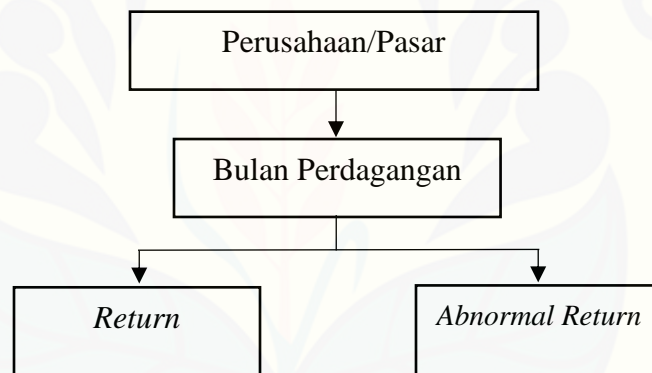 Perusahaan/Pasar
Bulan Perdagangan
Return
Abnormal Return